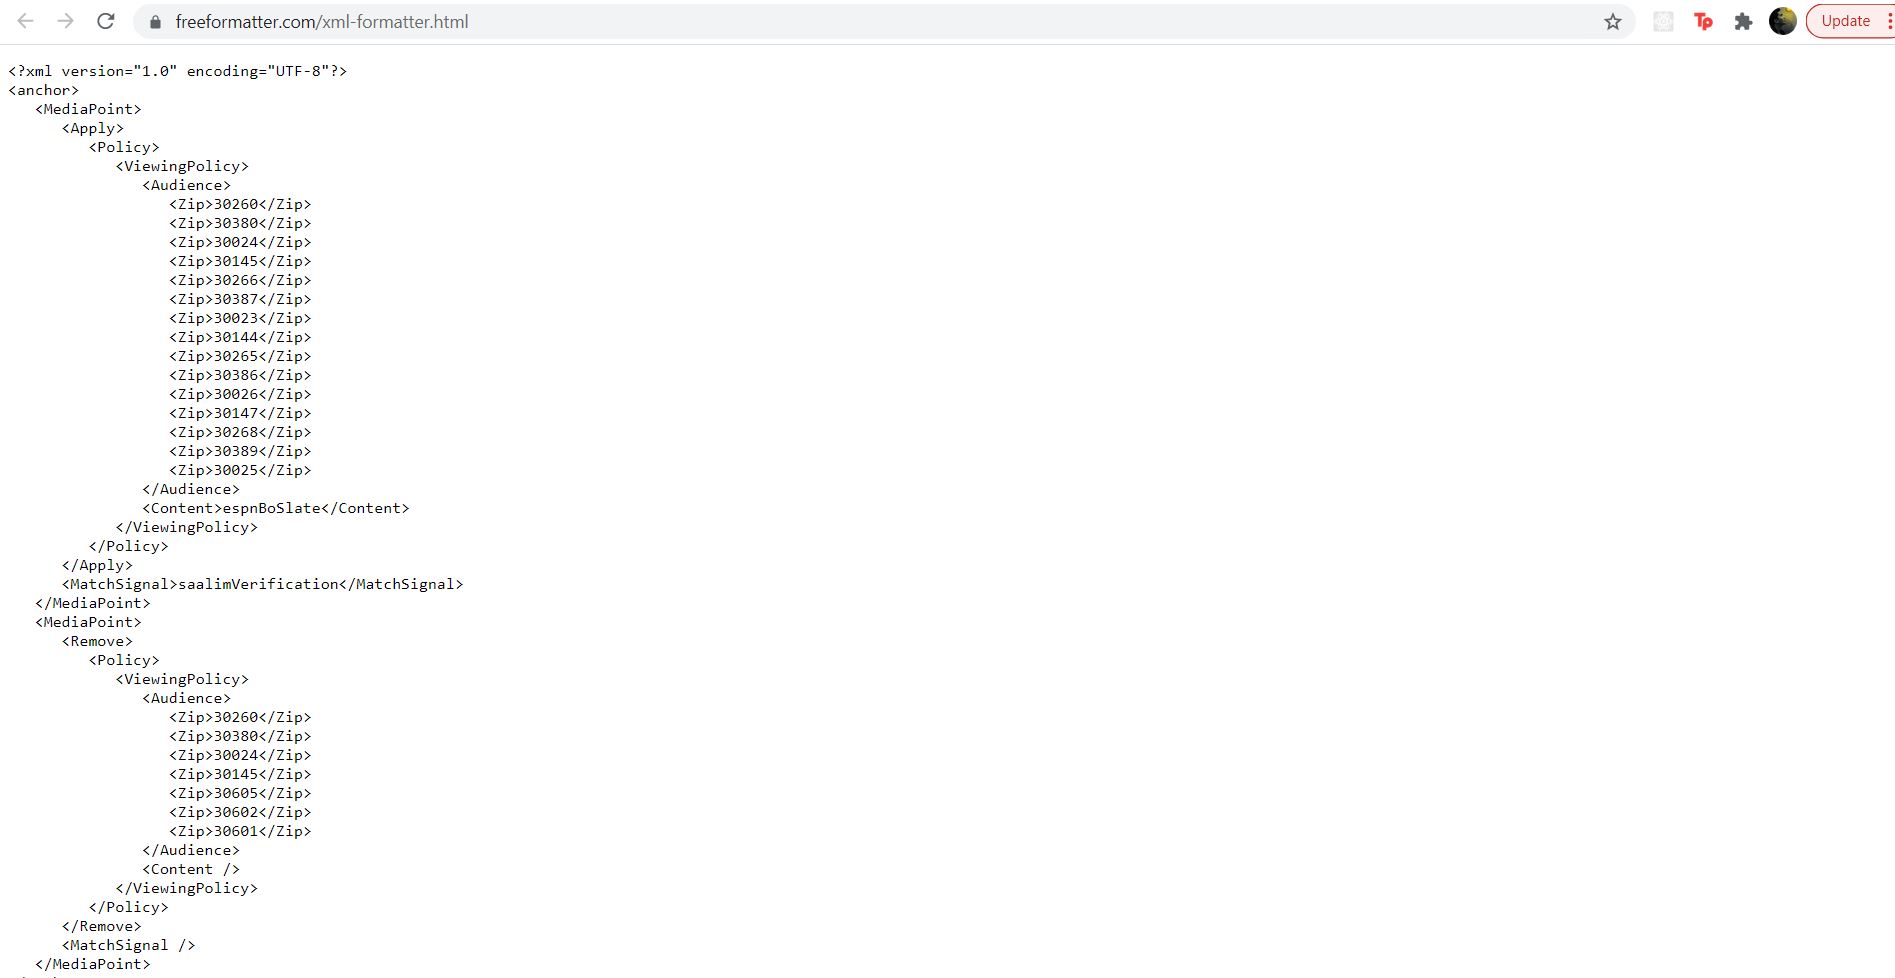 freeformatter.com/xml-formatter.html
Tp
Update
<?xml version="1.0" encoding="UTF-8"?>
<anchor>
   <MediaPoint>
      <Apply>
         <Policy>
            <ViewingPolicy>
               <Audience>
                  <Zip>30260</Zip>
                  <Zip>30380</Zip>
                  <Zip>30024</Zip>
                  <Zip>30145</Zip>
                  <Zip>30266</Zip>
                  <Zip>30387</Zip>
                  <Zip>30023</Zip>
                  <Zip>30144</Zip>
                  <Zip>30265</Zip>
                  <Zip>30386</Zip>
                  <Zip>30026</Zip>
                  <Zip>30147</Zip>
                  <Zip>30268</Zip>
                  <Zip>30389</Zip>
                  <Zip>30025</Zip>
               </Audience>
               <Content>espnBoSlate</Content>
            </ViewingPolicy>
         </Policy>
      </Apply>
      <MatchSignal>saalimVerification</MatchSignal>
   </MediaPoint>
   <MediaPoint>
      <Remove>
         <Policy>
            <ViewingPolicy>
               <Audience>
                  <Zip>30260</Zip>
                  <Zip>30380</Zip>
                  <Zip>30024</Zip>
                  <Zip>30145</Zip>
                  <Zip>30605</Zip>
                  <Zip>30602</Zip>
                  <Zip>30601</Zip>
               </Audience>
               <Content />
            </ViewingPolicy>
         </Policy>
      </Remove>
      <MatchSignal />
   </MediaPoint>